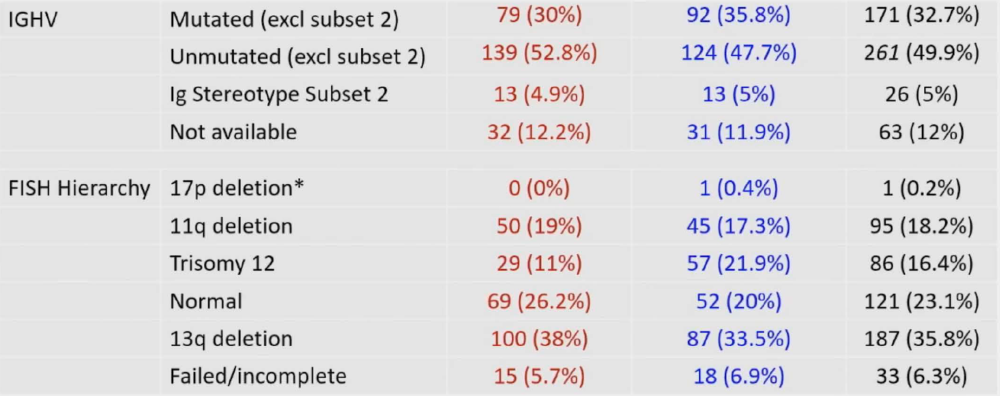 IGHV Mutated (excl subset 2) 79 (30%) 92 (35.8%) 171 (32.7%)
Unmutated (excl subset 2) 139 (52.8%) 124 (47.7%) 261 (49.9%)
Ig Stereotype Subset 2 13 (4.9%) 13 (5%) 26 (5%)
Not available 32 (12.2%) 31 (11.9%) 63 (12%)
FISH Hierarchy 17p deletion* 0 (0%) 1 (0.4%) 1 (0.2%)
11q deletion 50 (19%) 45 (17.3%) 95 (18.2%)
Trisomy 12 29 (11%) 57 (21.9%) 86 (16.4%)
Normal 69 (26.2%) 52 (20%) 121 (23.1%)
13q deletion 100 (38%) 87 (33.5%) 187 (35.8%)
Failed/incomplete 15 (5.7%) 18 (6.9%) 33 (6.3%)